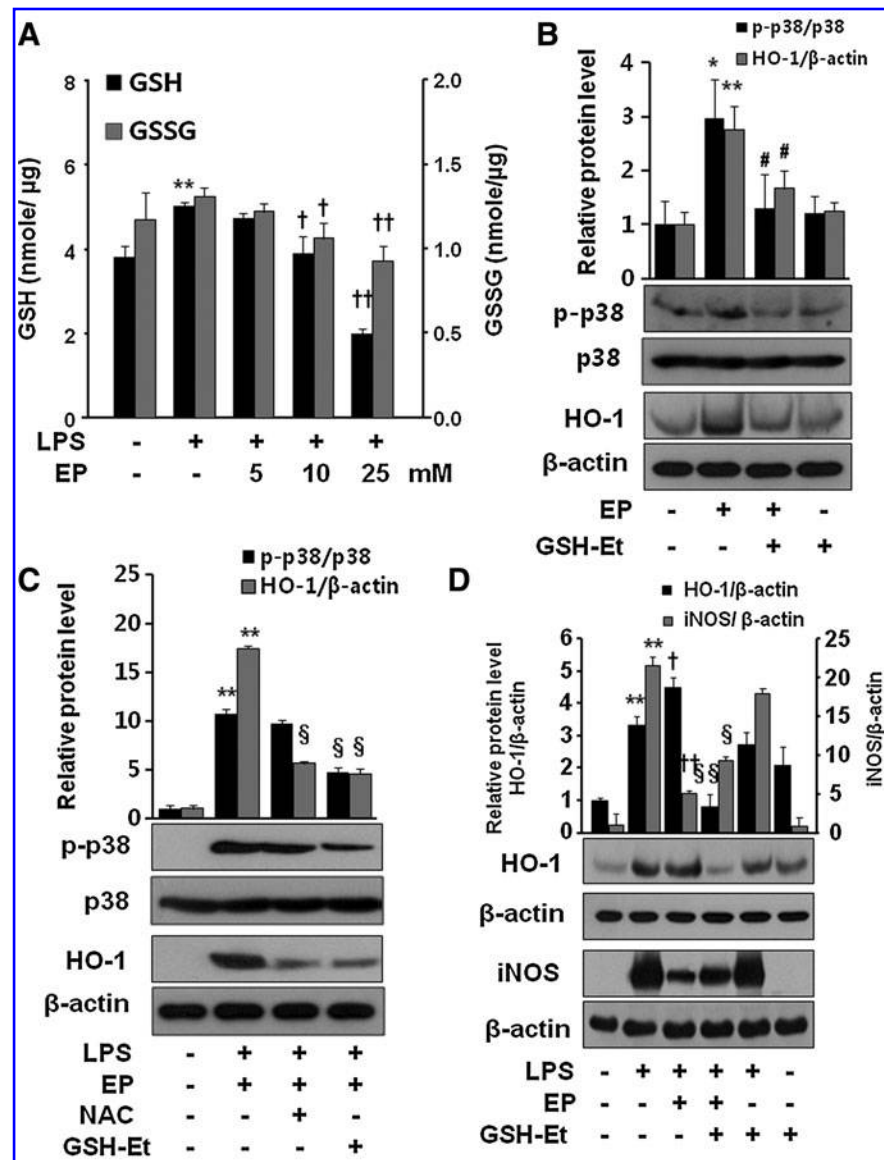 A
GSH
GSSG
GSH (nmole/ µg)
8
6
4
2
0
GSSG (nmole/µg)
2.0
1.5
1.0
0.5
0.0
**
† †
††
††
LPS - + + + +
EP - - 5 10 25 mM
B
p-p38/p38
HO-1/β-actin
Relative protein level
4
3
2
1
0
* **
# #
p-p38
p38
HO-1
β-actin
EP - + + -
GSH-Et - - + +
C
p-p38/p38
HO-1/β-actin
Relative protein level
25
20
15
10
5
0
**
**
§
§ §
p-p38
p38
HO-1
β-actin
LPS - + + +
EP - + + +
NAC - - + -
GSH-Et - - - +
D
HO-1/β-actin
iNOS/ β-actin
Relative protein level
HO-1/β-actin
6
5
4
3
2
1
0
iNOS/β-actin
25
20
15
10
5
0
** †
**
§
††
§§
HO-1
β-actin
iNOS
β-actin
LPS - + + + + -
EP - - + + - -
GSH-Et - - - + + +